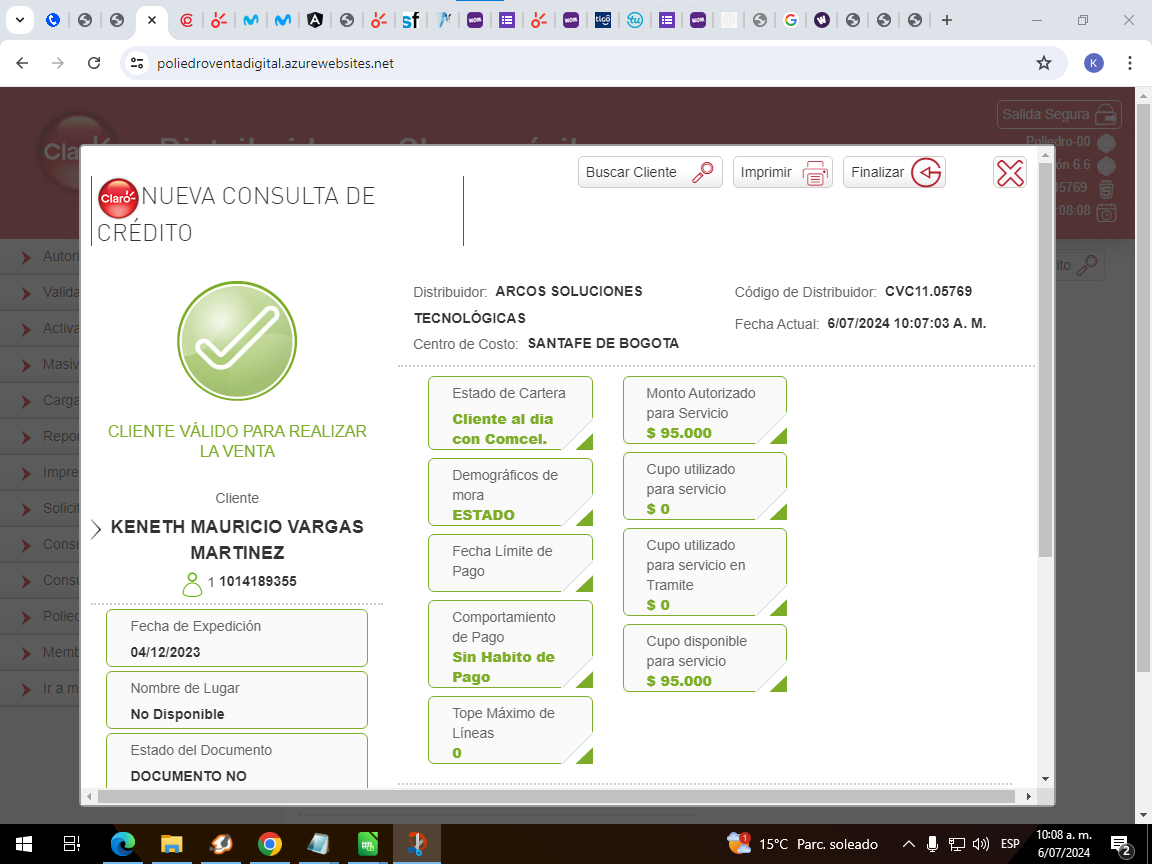 poliedroventadigital.azurewebsites.net
K
Salida Segura
Poliedro-00
6.6
05769
:08:08
Claro
NUEVA CONSULTA DE
CRÉDITO
Buscar Cliente
Imprimir
Finalizar
CLIENTE VÁLIDO PARA REALIZAR
LA VENTA
Cliente
KENETH MAURICIO VARGAS
MARTINEZ
1 1014189355
Fecha de Expedición
04/12/2023
Nombre de Lugar
No Disponible
Estado del Documento
DOCUMENTO NO
Distribuidor: ARCOS SOLUCIONES
TECNOLÓGICAS
Centro de Costo: SANTAFE DE BOGOTA
Código de Distribuidor: CVC11.05769
Fecha Actual: 6/07/2024 10:07:03 A. M.
Estado de Cartera
Cliente al dia
con Comcel.
Demográficos de
mora
ESTADO
Fecha Límite de
Pago
Comportamiento
de Pago
Sin Habito de
Pago
Tope Máximo de
Líneas
0
Monto Autorizado
para Servicio
$ 95.000
Cupo utilizado
para servicio
$ 0
Cupo utilizado
para servicio en
Tramite
$ 0
Cupo disponible
para servicio
$ 95.000
Autori
Valida
Activa
Masiv
Carga
Repor
Impre
Solicit
Consu
Consu
Polied
Memb
Ir a m
15°C Parc. soleado
ESP
10:08 a. m.
6/07/2024
2